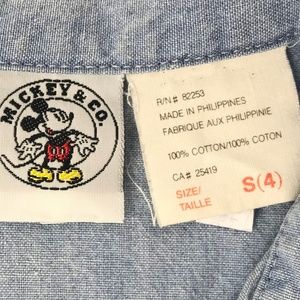 MICKEY & CO.
R/N# 82253
MADE IN PHILIPPINES
FABRIQUE AUX PHILIPPINIE
100% COTTON/100% COTON
CA# 25419
SIZE/
TAILLE S(4)